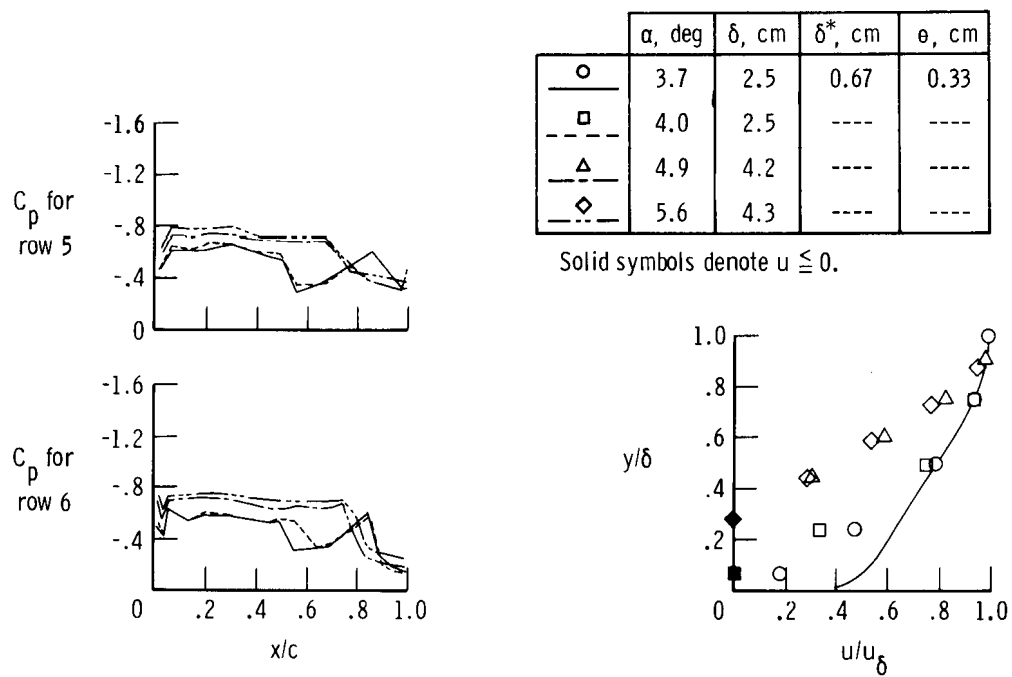 α, deg δ, cm δ*, cm ө, cm
3.7 2.5 0.67 0.33
4.0 2.5 ---- ----
4.9 4.2 ---- ----
5.6 4.3 ---- ----
Solid symbols denote u ≦ 0.
-1.6
-1.2
-.8
-.4
0
Cp for
row 5
-1.6
-1.2
-.8
-.4
0 .2 .4 .6 .8 1.0
Cp for
row 6
x/c
1.0
.8
.6
.4
.2
0 .2 .4 .6 .8 1.0
y/δ
u/uδ